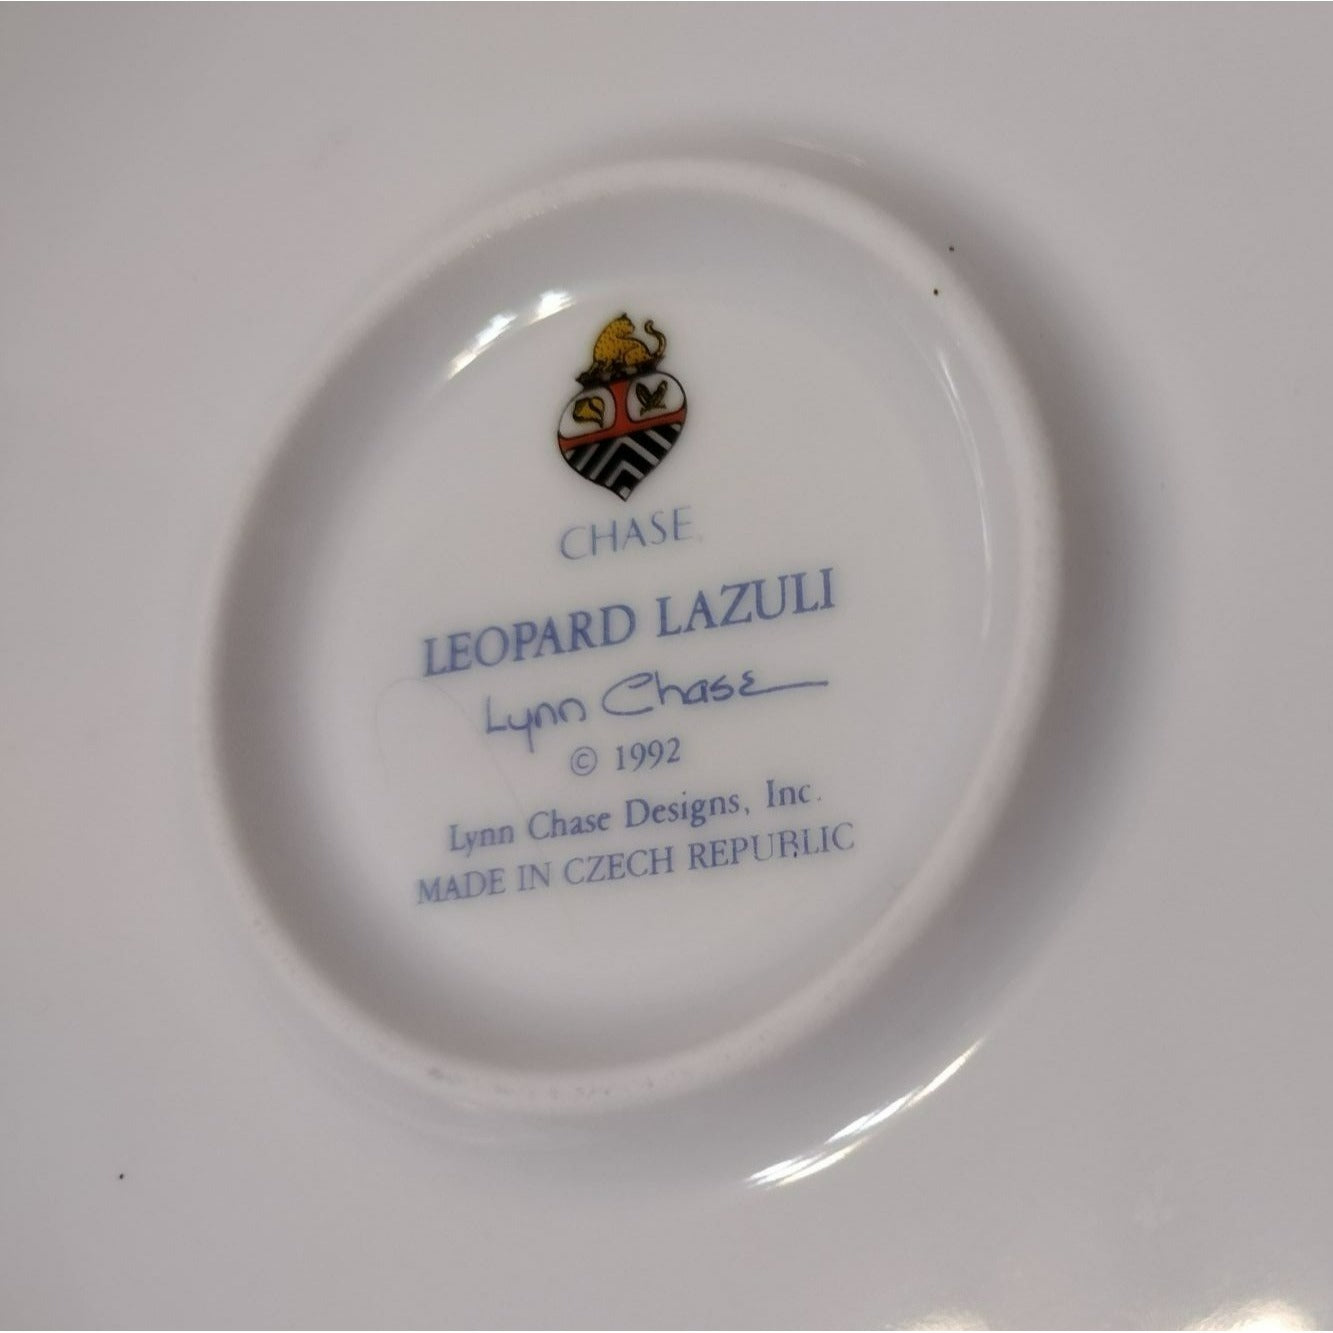 CHASE
LEOPARD LAZULI
Lynn Chase
© 1992
Lynn Chase Designs, Inc.
MADE IN CZECH REPUBLIC